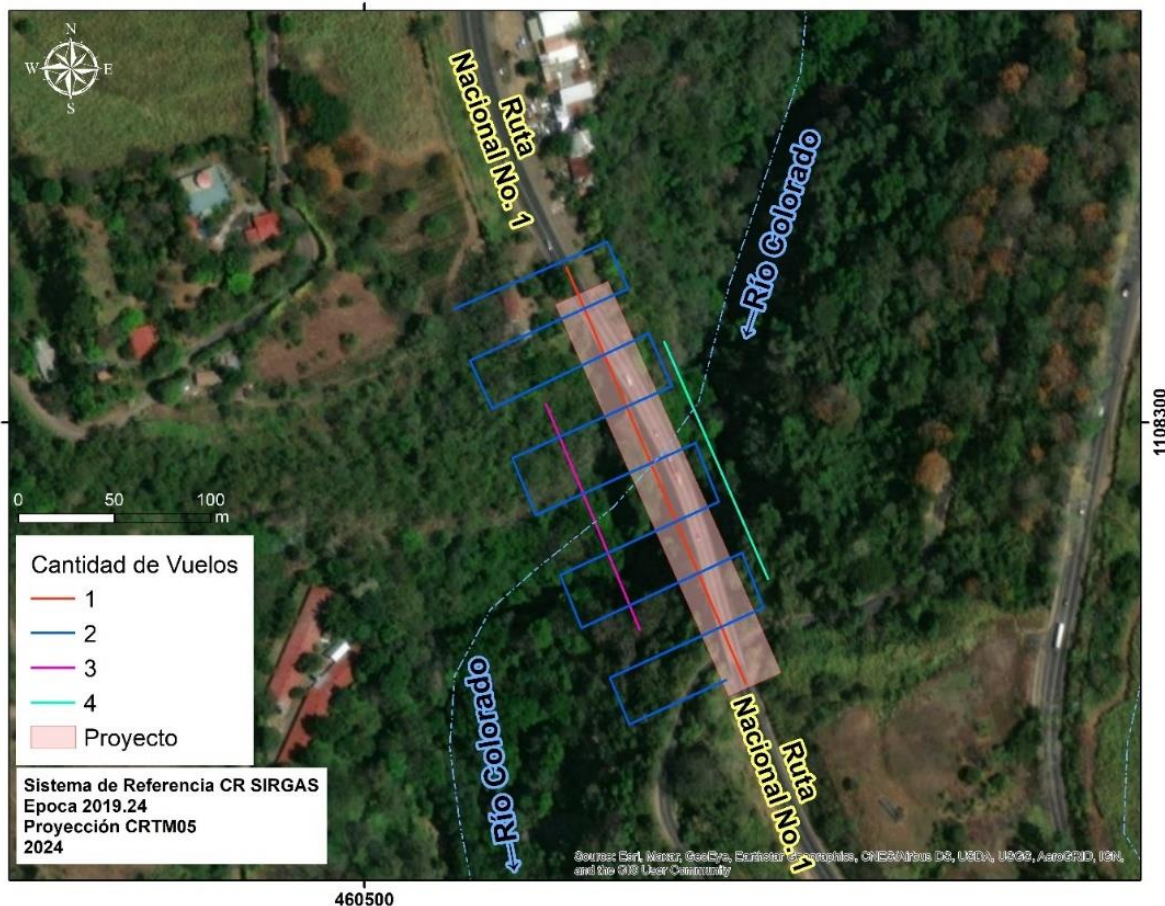 N
W E
S
Ruta
Nacional No. 1
←Río Colorado
1108300
0 50 100
m
Cantidad de Vuelos
1
2
3
4
Proyecto
←Río Colorado
Ruta
Nacional No. 1
Sistema de Referencia CR SIRGAS
Epoca 2019.24
Proyección CRTM05
2024
Source: Esri, Maxar, GeoEye, Earthstar Geographics, CNES/Airbus DS, USDA, USGS, AeroGRID, IGN,
and the GIS User Community
460500